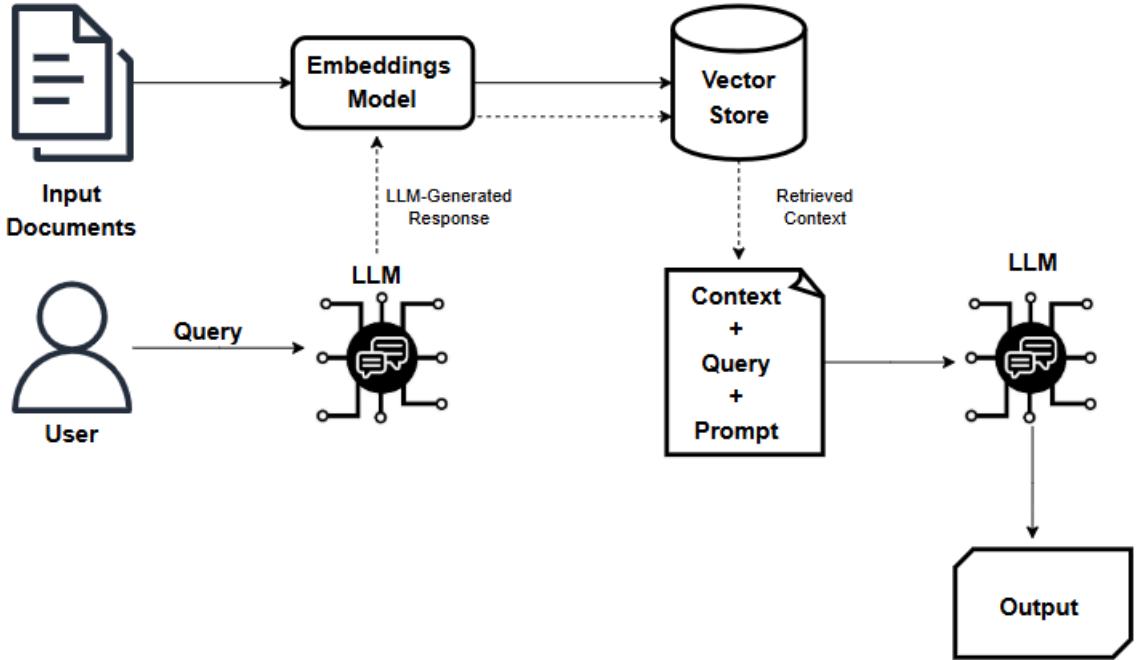 Embeddings
Model
Vector
Store
Input
Documents
LLM-Generated
Response
Retrieved
Context
LLM
LLM
User
Query
Context
+
Query
+
Prompt
Output